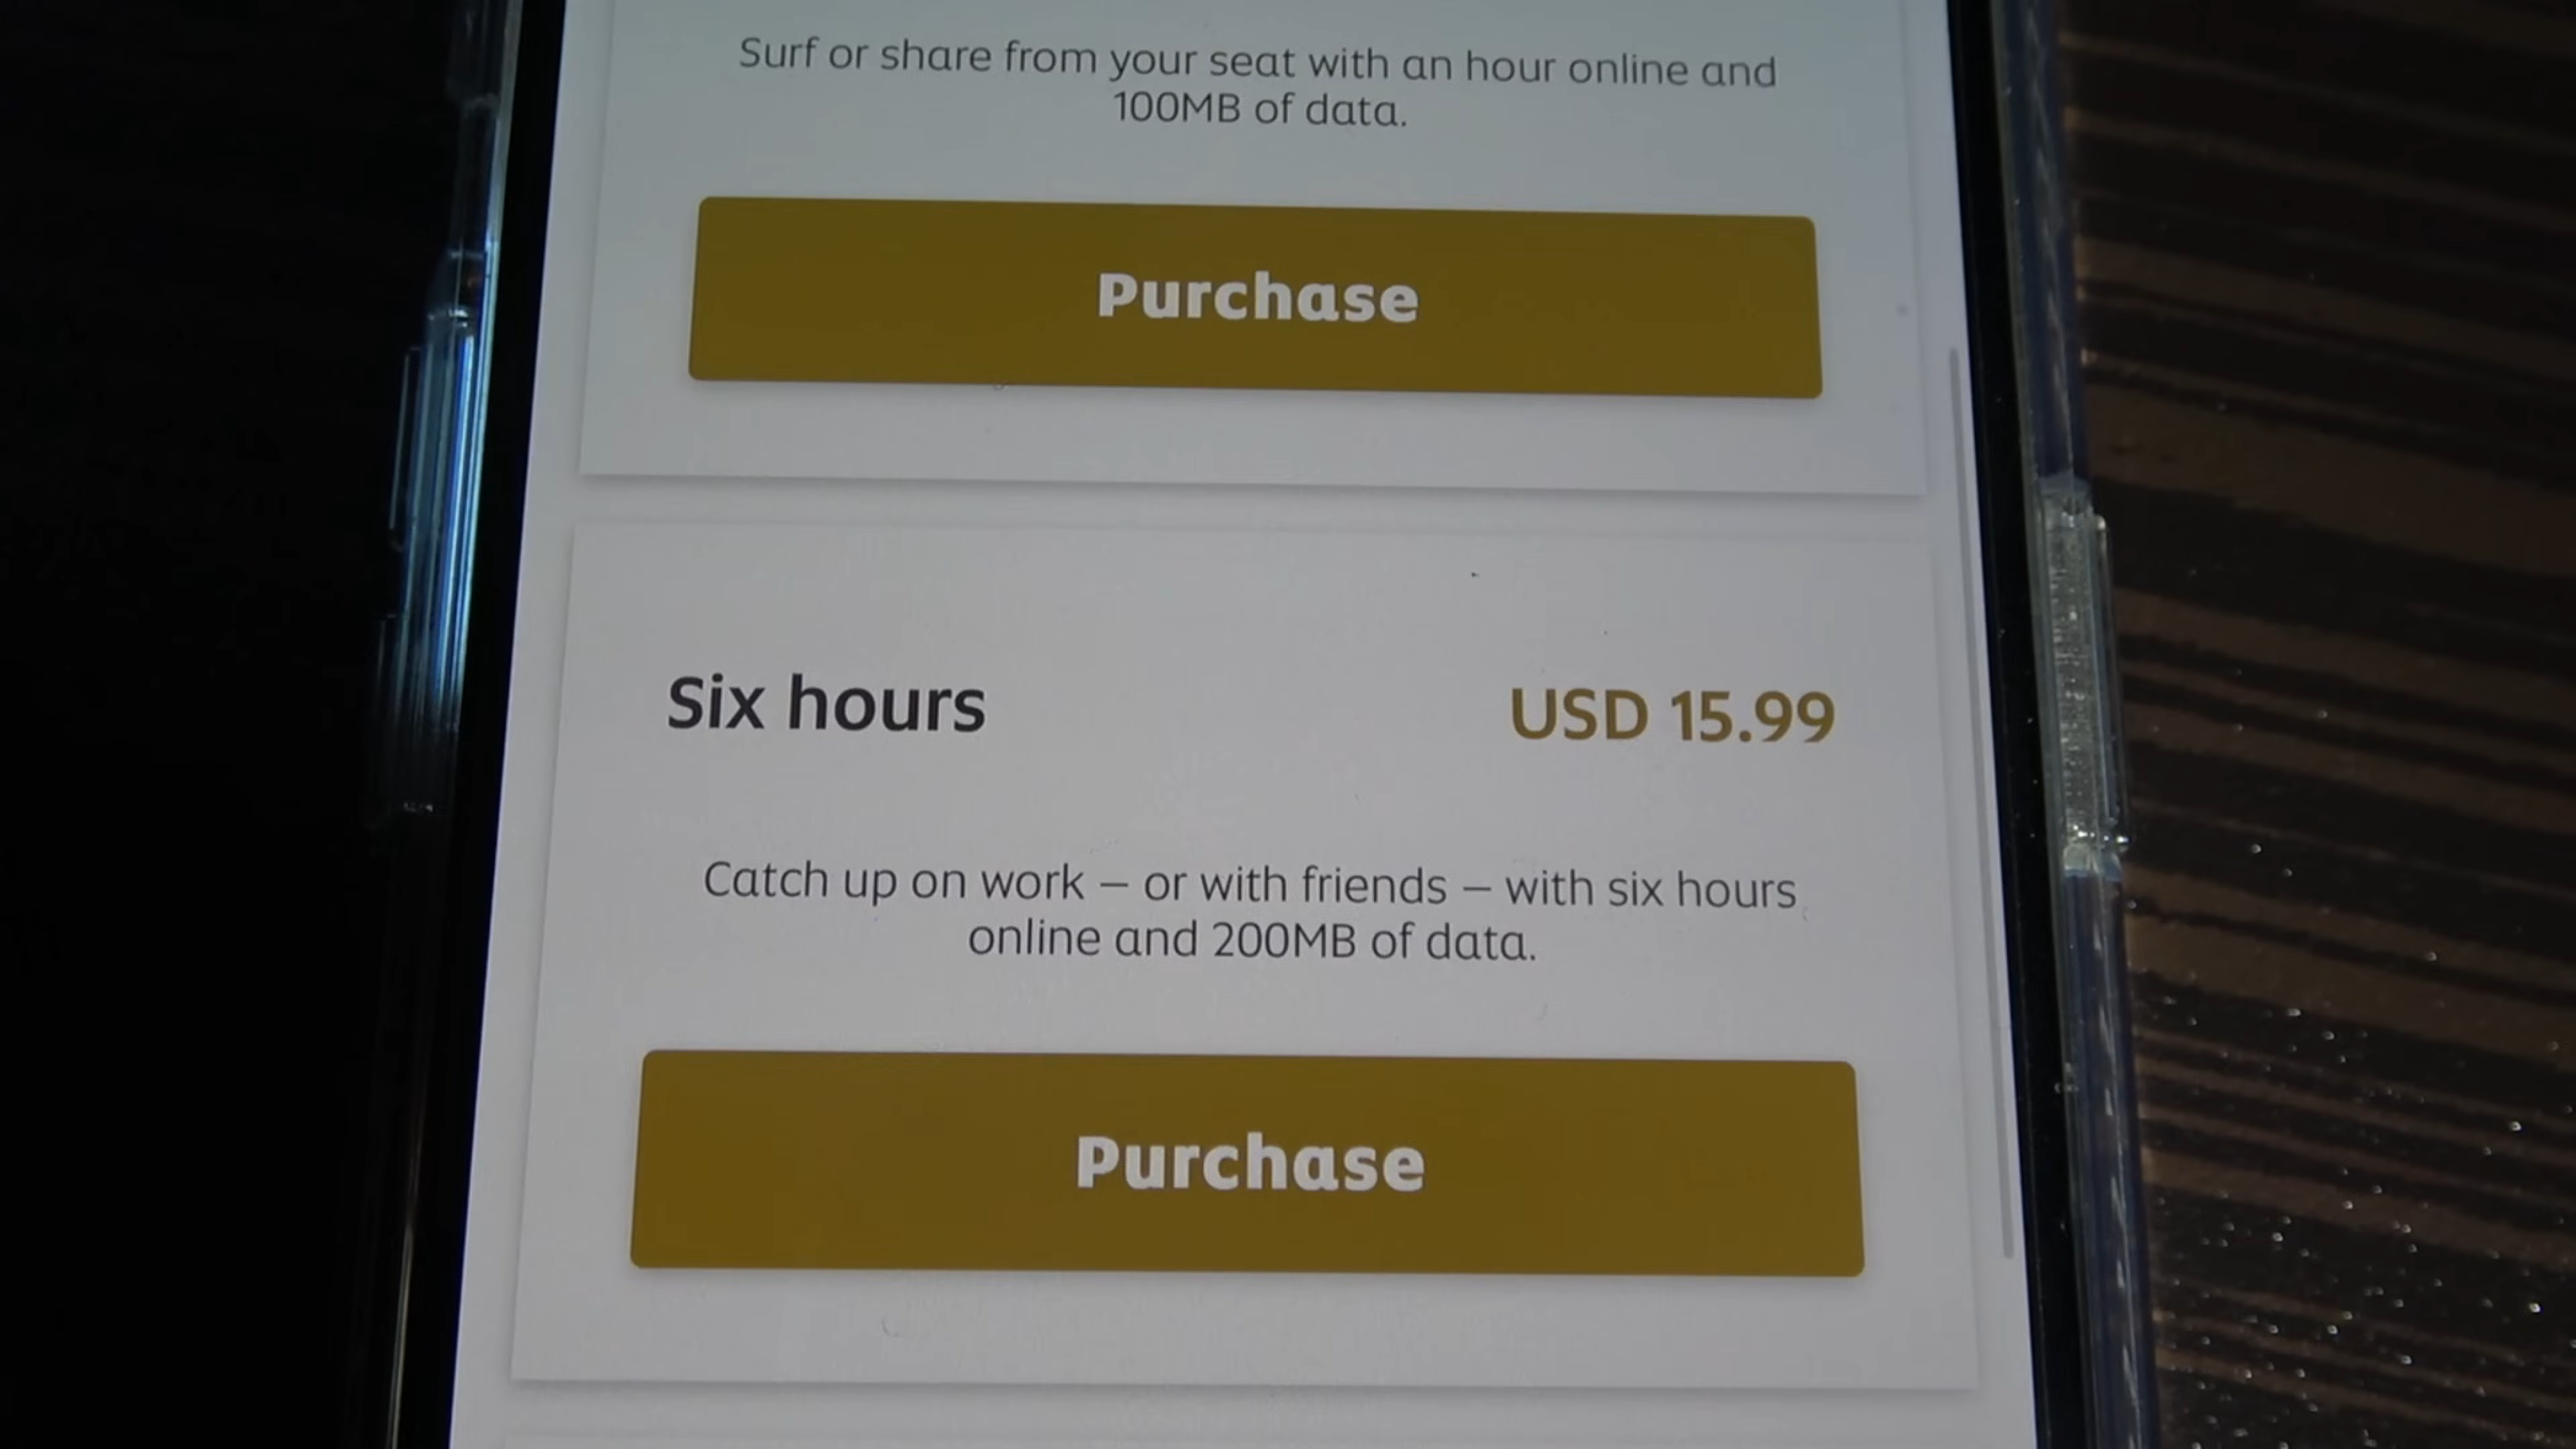 Surf or share from your seat with an hour online and
100MB of data.
Purchase
Six hours
USD 15.99
Catch up on work – or with friends – with six hours
online and 200MB of data.
Purchase